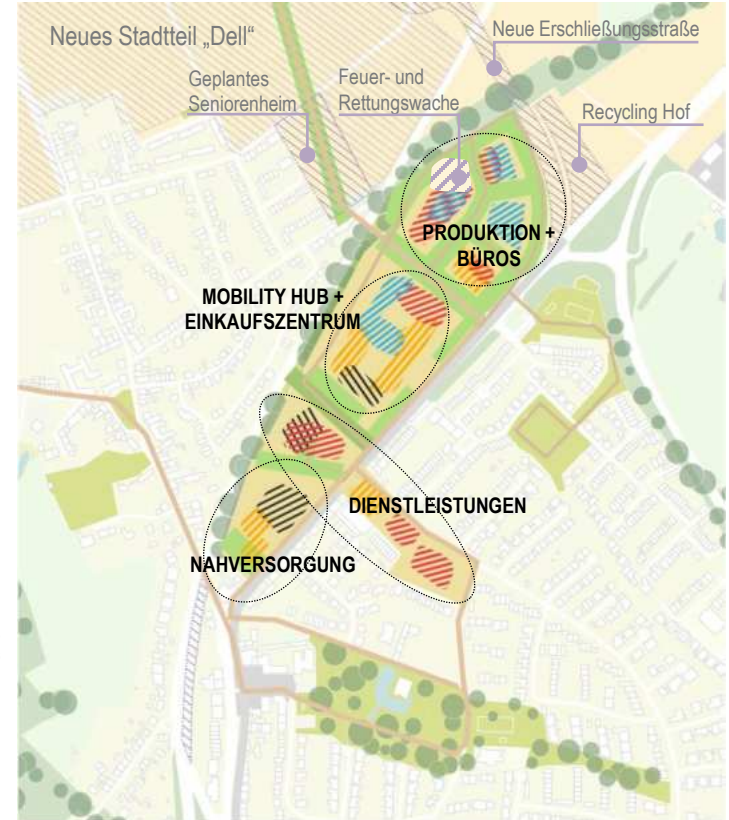 Neues Stadtteil „Dell“
Neue Erschließungsstraße
Geplantes
Seniorenheim
Feuer- und
Rettungswache
Recycling Hof
PRODUKTION +
BÜROS
MOBILITY HUB +
EINKAUFSZENTRUM
DIENSTLEISTUNGEN
NAHVERSORGUNG